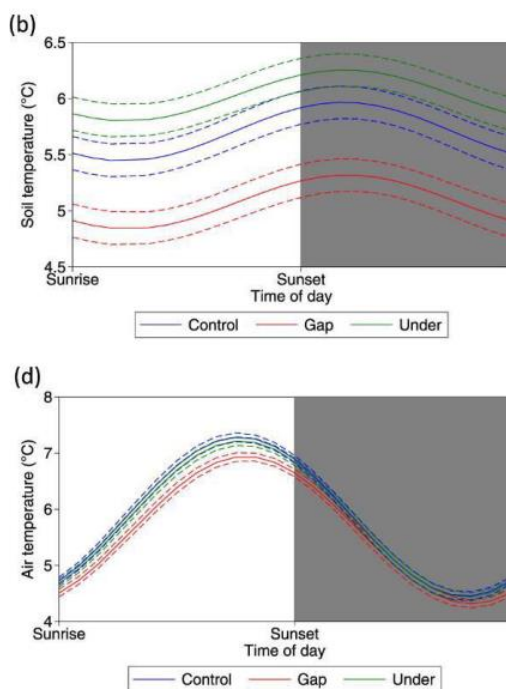 (b)
6.5
6
5.5
5
4.5
Soil temperature (°C)
Sunrise
Sunset
Time of day
Control
Gap
Under
(d)
8
7
6
5
4
Air temperature (°C)
Sunrise
Sunset
Time of day
Control
Gap
Under